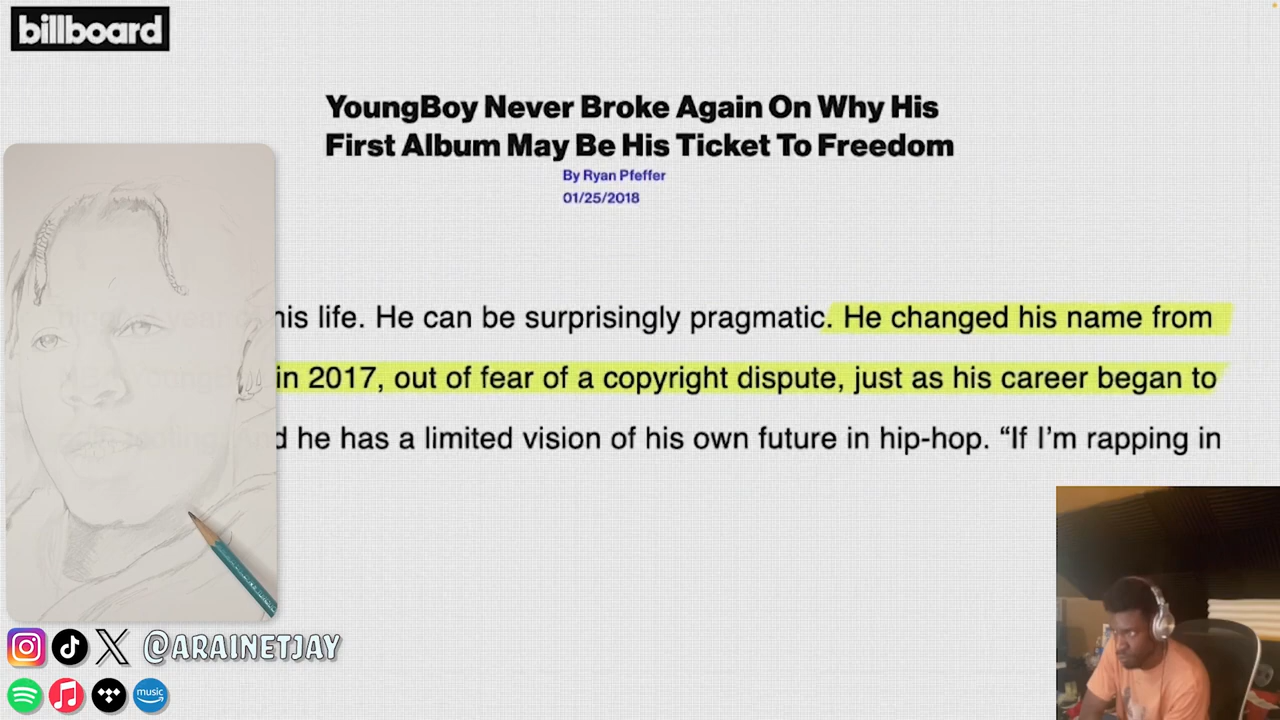 billboard
YoungBoy Never Broke Again On Why His
First Album May Be His Ticket To Freedom
By Ryan Pfeffer
01/25/2018
his life. He can be surprisingly pragmatic. He changed his name from
in 2017, out of fear of a copyright dispute, just as his career began to
he has a limited vision of his own future in hip-hop. “If I’m rapping in
@ARAINETJAY
music